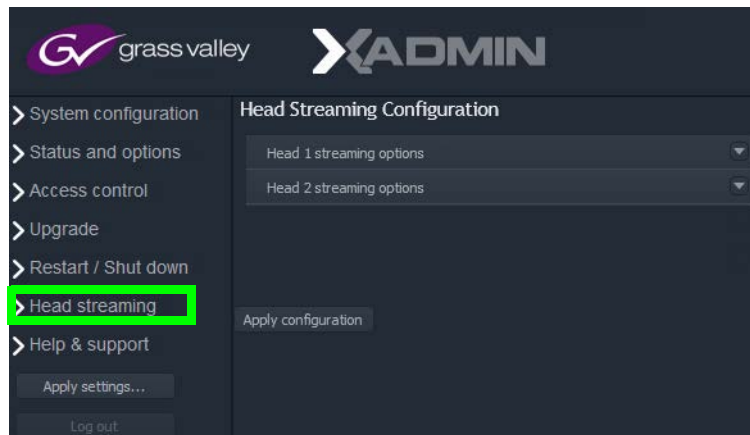 grass valley
XADMIN
System configuration
Status and options
Access control
Upgrade
Restart / Shut down
Head streaming
Help & support
Apply settings...
Log out
Head Streaming Configuration
Head 1 streaming options
Head 2 streaming options
Apply configuration